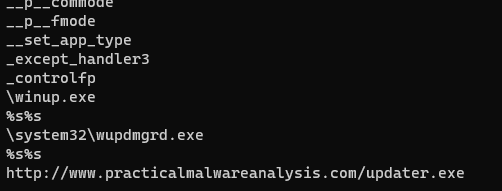 __p__commode
__p__fmode
__set_app_type
_except_handler3
_controlfp
\winup.exe
%s%s
\system32\wupdmgrd.exe
%s%s
http://www.practicalmalwareanalysis.com/updater.exe